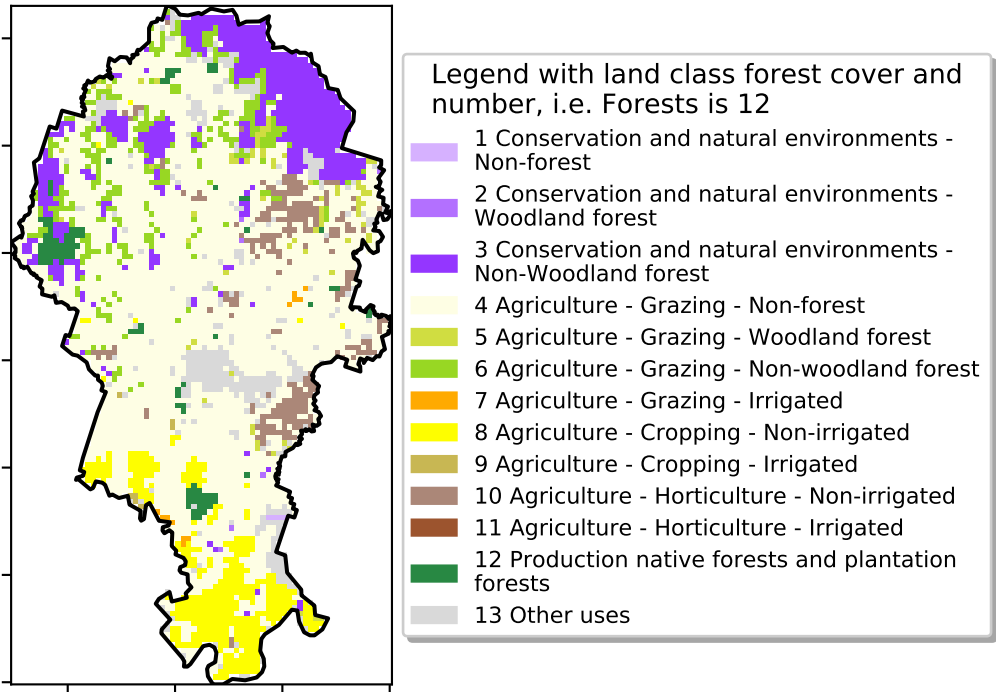 Legend with land class forest cover and
number, i.e. Forests is 12
1 Conservation and natural environments -
Non-forest
2 Conservation and natural environments -
Woodland forest
3 Conservation and natural environments -
Non-Woodland forest
4 Agriculture - Grazing - Non-forest
5 Agriculture - Grazing - Woodland forest
6 Agriculture - Grazing - Non-woodland forest
7 Agriculture - Grazing - Irrigated
8 Agriculture - Cropping - Non-irrigated
9 Agriculture - Cropping - Irrigated
10 Agriculture - Horticulture - Non-irrigated
11 Agriculture - Horticulture - Irrigated
12 Production native forests and plantation
forests
13 Other uses